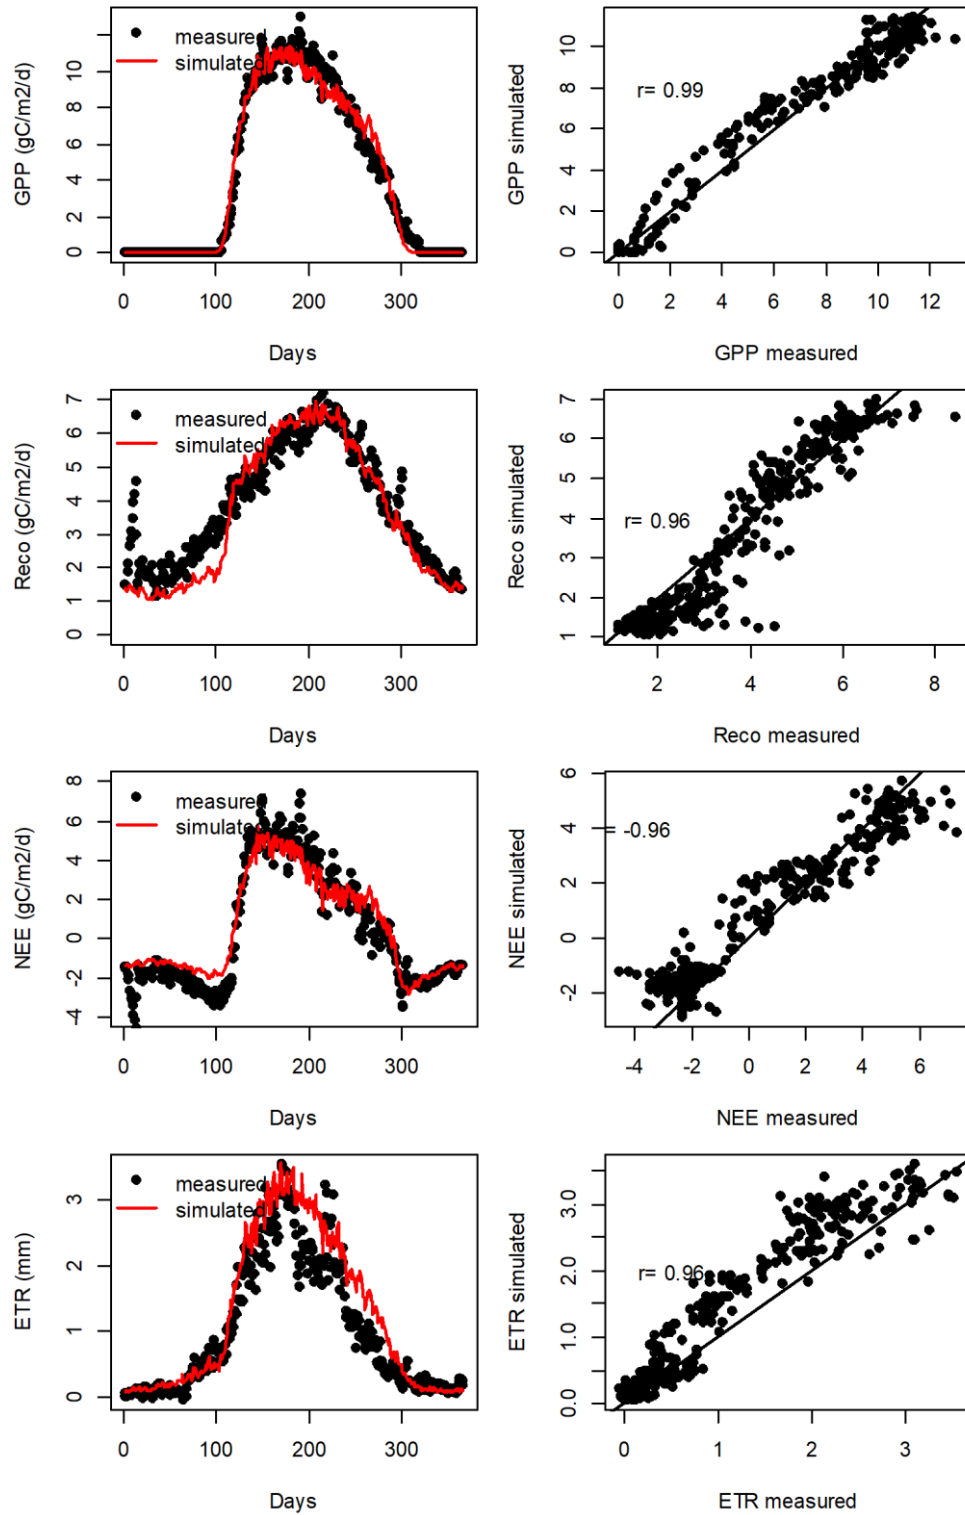 measured
simulated
GPP (gC/m2/d)
0 2 4 6 8 10
0 100 200 300
Days
r= 0.99
GPP simulated
0 2 4 6 8 10
0 2 4 6 8 10 12
GPP measured
measured
simulated
Reco (gC/m2/d)
0 1 2 3 4 5 6 7
0 100 200 300
Days
r= 0.96
Reco simulated
1 2 3 4 5 6 7
2 4 6 8
Reco measured
measured
simulated
NEE (gC/m2/d)
-4 -2 0 2 4 6 8
0 100 200 300
Days
= -0.96
NEE simulated
-2 0 2 4 6
-4 -2 0 2 4 6
NEE measured
measured
simulated
ETR (mm)
0 1 2 3
0 100 200 300
Days
r= 0.96
ETR simulated
0.0 1.0 2.0 3.0
0 1 2 3
ETR measured